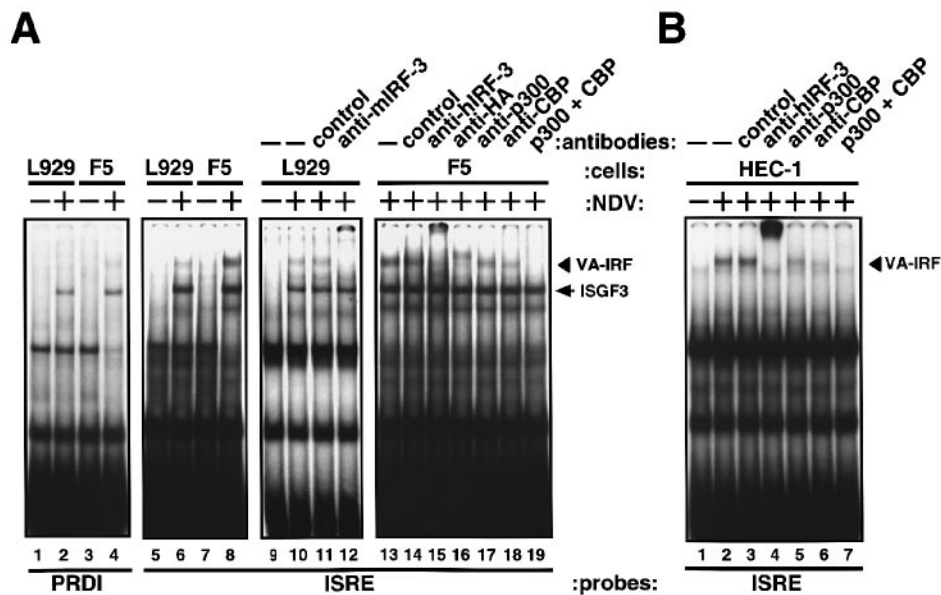 A
B
control
anti-mIRF-3
control
anti-hIRF-3
anti-HA
anti-p300
anti-CBP
p300 + CBP
control
anti-hIRF-3
anti-p300
anti-CBP
p300 + CBP
— — — :antibodies: — —
L929 F5 L929 F5 L929 F5 :cells: HEC-1
— + — + — + — + — + + + + + + + + + + :NDV: — + + + + + +
VA-IRF VA-IRF
ISGF3
1 2 3 4 5 6 7 8 9 10 11 12 13 14 15 16 17 18 19 1 2 3 4 5 6 7
PRDI ISRE :probes: ISRE